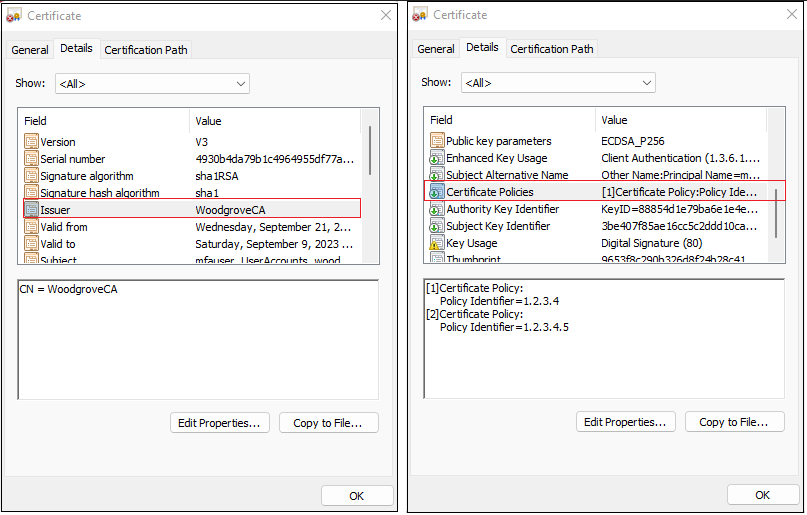 Certificate
General Details Certification Path
Show: <All>
Field Value
Version V3
Serial number 4930b4da79b1c4964955df77a...
Signature algorithm sha1RSA
Signature hash algorithm sha1
Issuer WoodgroveCA
Valid from Wednesday, September 21, 2...
Valid to Saturday, September 9, 2023 ...
Subject mfauser, UserAccounts, wood
CN = WoodgroveCA
Edit Properties... Copy to File...
OK
Certificate
General Details Certification Path
Show: <All>
Field Value
Public key parameters ECDSA_P256
Enhanced Key Usage Client Authentication (1.3.6.1....
Subject Alternative Name Other Name:Principal Name=m...
Certificate Policies [1]Certificate Policy:Policy Ide...
Authority Key Identifier KeyID=88854d1e79ba6e1e4e...
Subject Key Identifier 3be407f85ae16cc5c2ddd10ca...
Key Usage Digital Signature (80)
Thumbprint 9653f8c290b326d8f24b28c41
[1]Certificate Policy:
Policy Identifier=1.2.3.4
[2]Certificate Policy:
Policy Identifier=1.2.3.4.5
Edit Properties... Copy to File...
OK